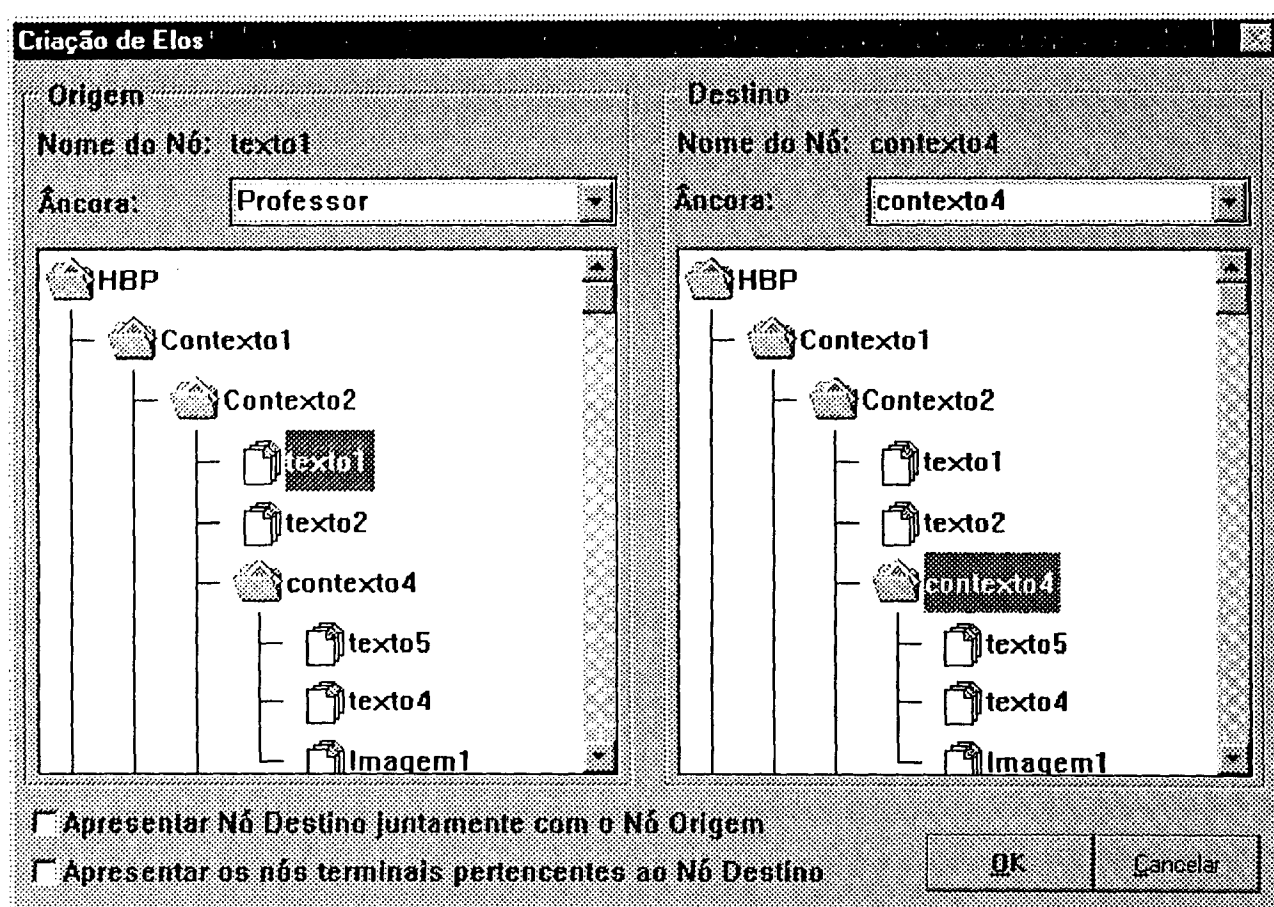 Criação de Elos
Origem
Nome do Nó: texto1
Âncora: Professor
HBP
Contexto1
Contexto2
texto1
texto2
contexto4
texto5
texto4
Imagem1
Destino
Nome do Nó: contexto4
Âncora: contexto4
HBP
Contexto1
Contexto2
texto1
texto2
contexto4
texto5
texto4
Imagem1
Apresentar Nó Destino juntamente com o Nó Origem
Apresentar os nós terminais pertencentes ao Nó Destino
OK
Cancelar